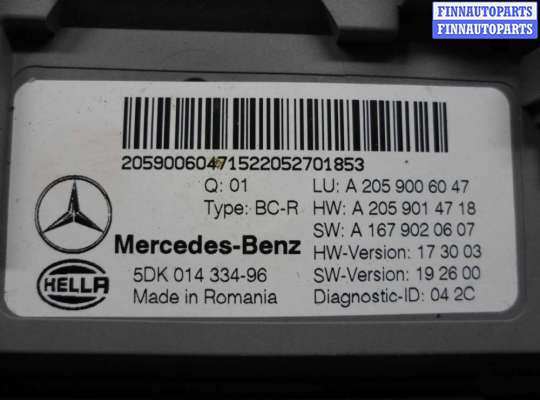 FINNAUTOPARTS
FINNAUTOPARTS
2059006047152205270​1853
Q: 01 LU: A 205 900 60 47
Type: BC-R HW: A 205 901 47 18
SW: A 167 902 06 07
Mercedes-Benz HW-Version: 17 30 03
5DK 014 334-96 SW-Version: 19 26 00
HELLA Made in Romania Diagnostic-ID: 04 2C